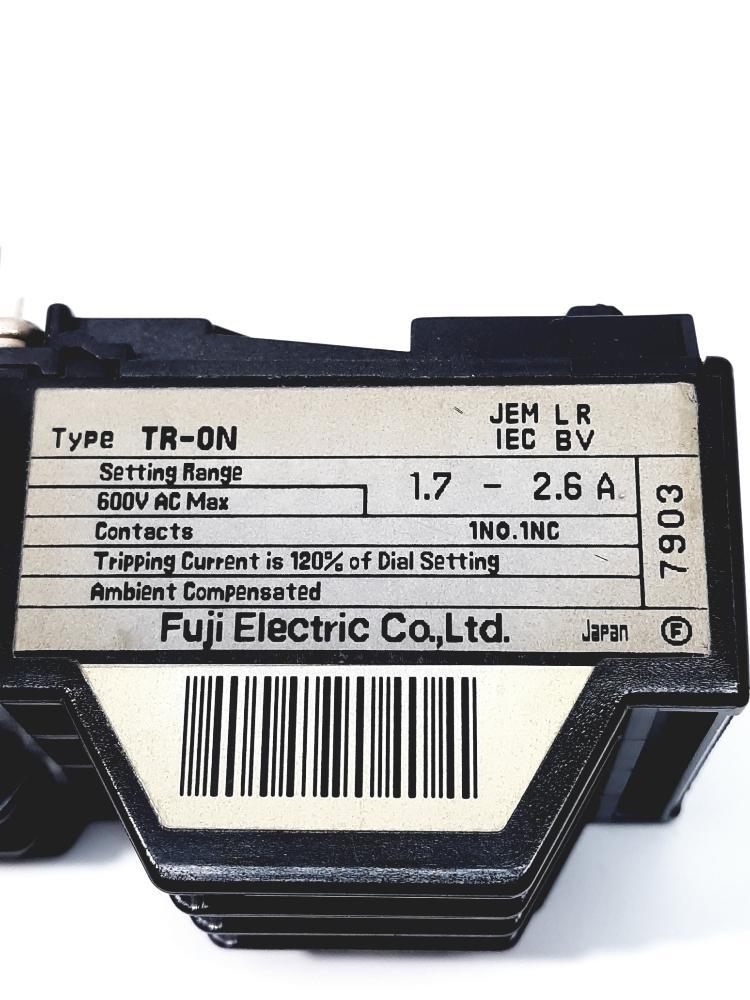 Type TR-0N
JEM LR
IEC BV
Setting Range
600V AC Max
1.7 - 2.6 A
Contacts 1NO.1NC
Tripping Current is 120% of Dial Setting
Ambient Compensated
7903
Fuji Electric Co.,Ltd. Japan F